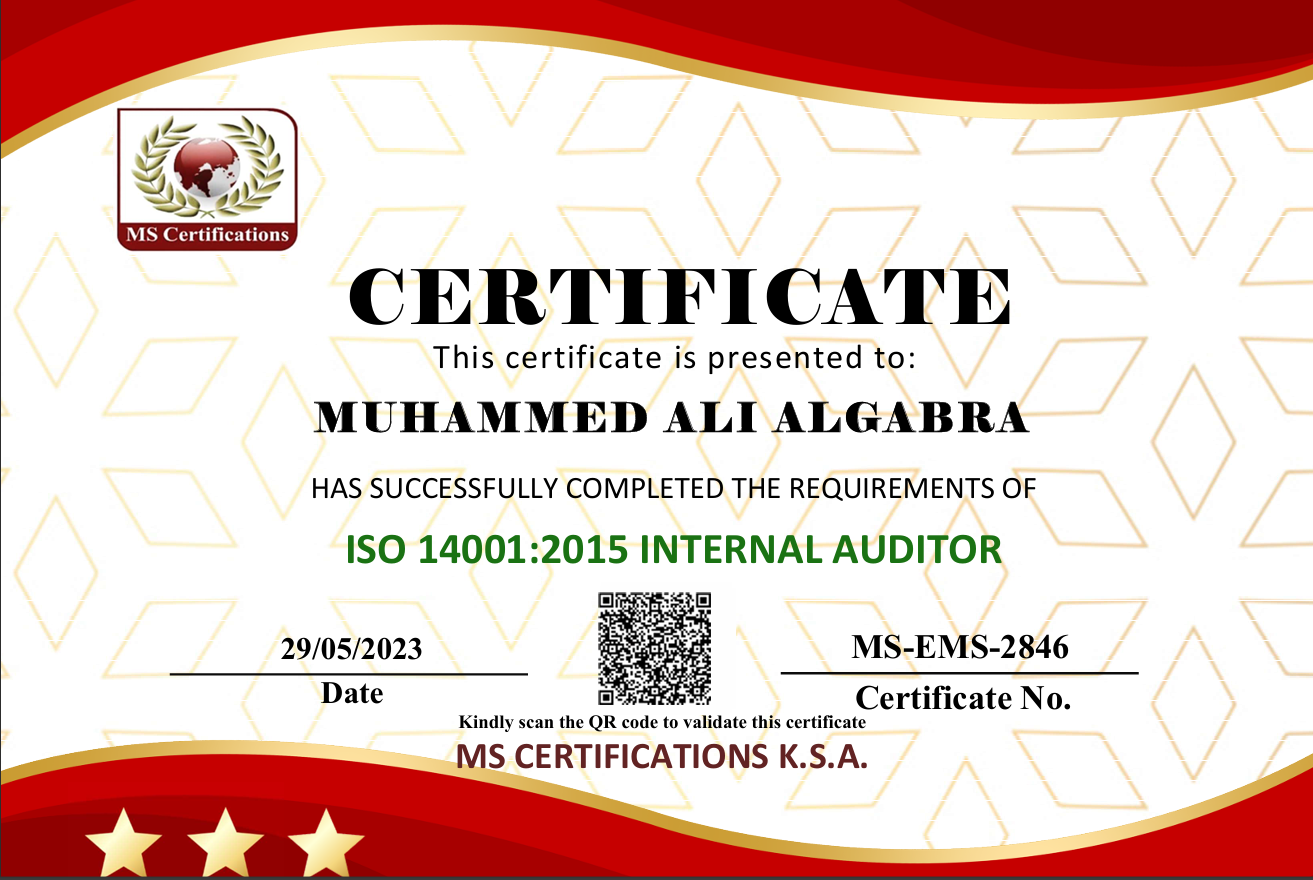 MS Certifications
CERTIFICATE
This certificate is presented to:
MUHAMMED ALI ALGABRA
HAS SUCCESSFULLY COMPLETED THE REQUIREMENTS OF
ISO 14001:2015 INTERNAL AUDITOR
29/05/2023
Date
MS-EMS-2846
Certificate No.
Kindly scan the QR code to validate this certificate
MS CERTIFICATIONS K.S.A.